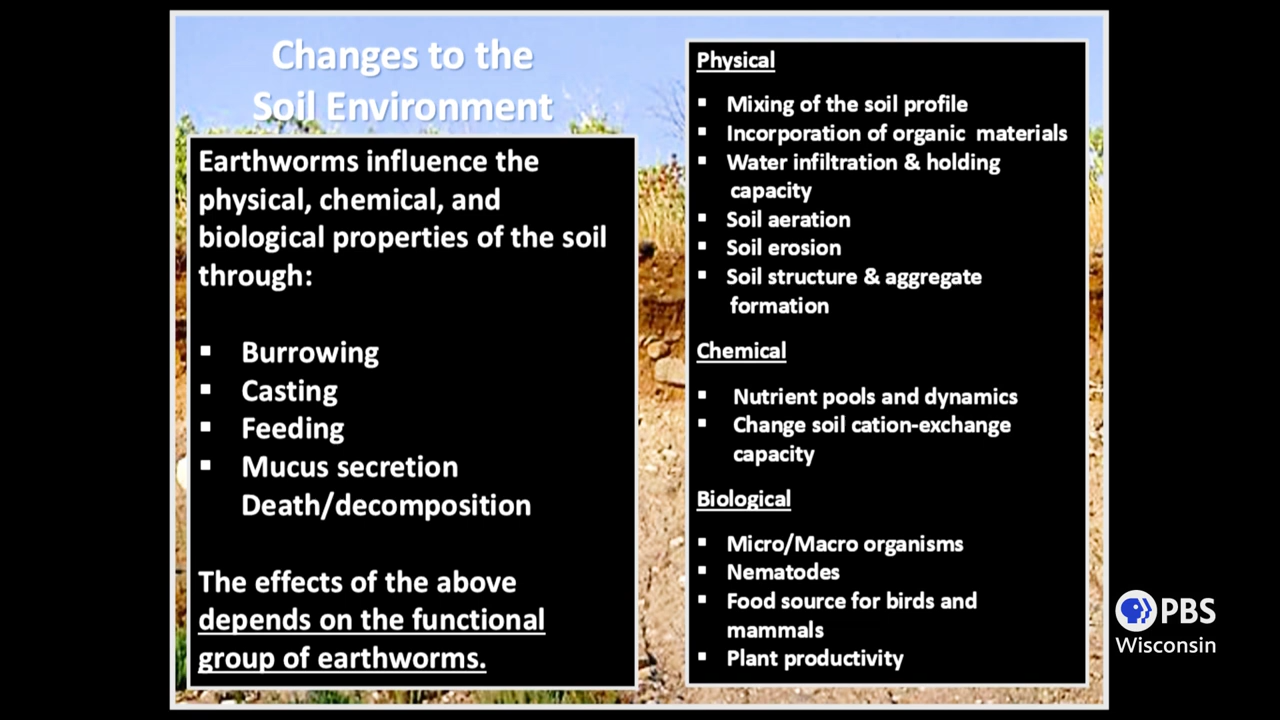 Changes to the
Soil Environment
Earthworms influence the
physical, chemical, and
biological properties of the soil
through:
▪ Burrowing
▪ Casting
▪ Feeding
▪ Mucus secretion
Death/decomposition
The effects of the above
depends on the functional
group of earthworms.
Physical
▪ Mixing of the soil profile
▪ Incorporation of organic materials
▪ Water infiltration & holding
capacity
▪ Soil aeration
▪ Soil erosion
▪ Soil structure & aggregate
formation
Chemical
▪ Nutrient pools and dynamics
▪ Change soil cation-exchange
capacity
Biological
▪ Micro/Macro organisms
▪ Nematodes
▪ Food source for birds and
mammals
▪ Plant productivity
PBS
Wisconsin